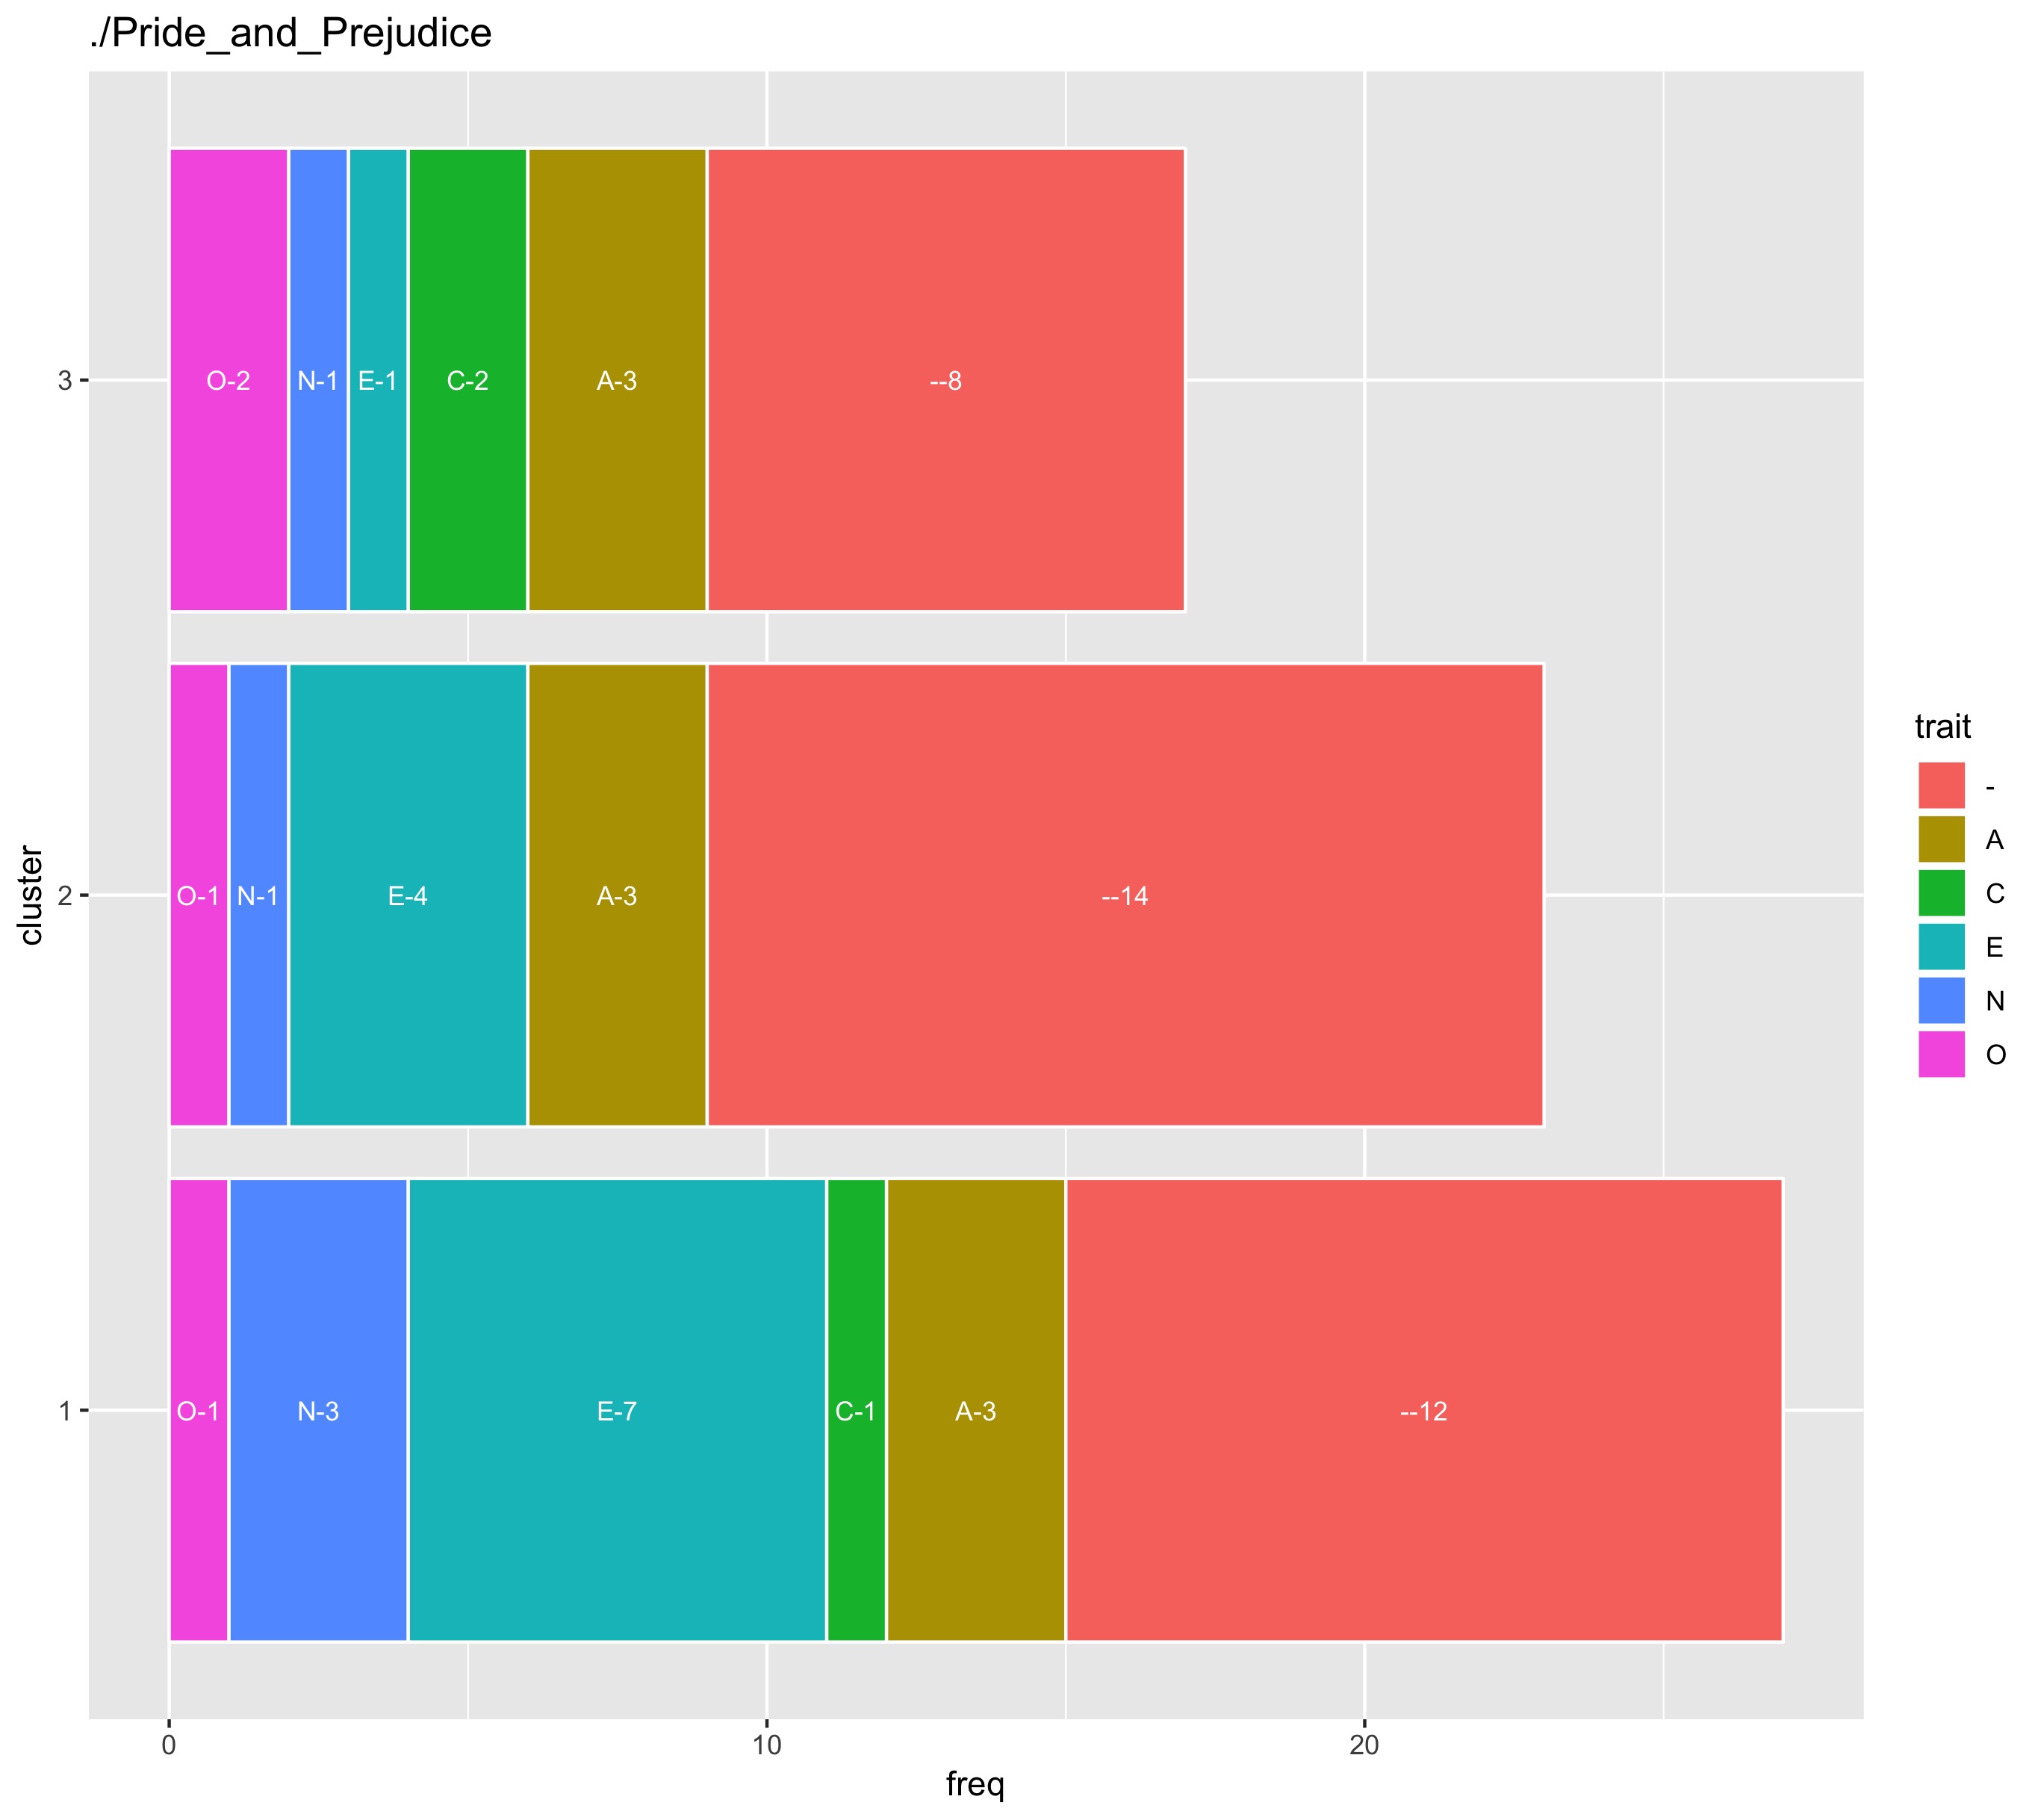 ./Pride_and_Prejudice
3
O-2 N-1 E-1 C-2 A-3 --8
2
O-1 N-1 E-4 A-3 --14
1
O-1 N-3 E-7 C-1 A-3 --12
cluster
0 10 20
freq
trait
-
A
C
E
N
O